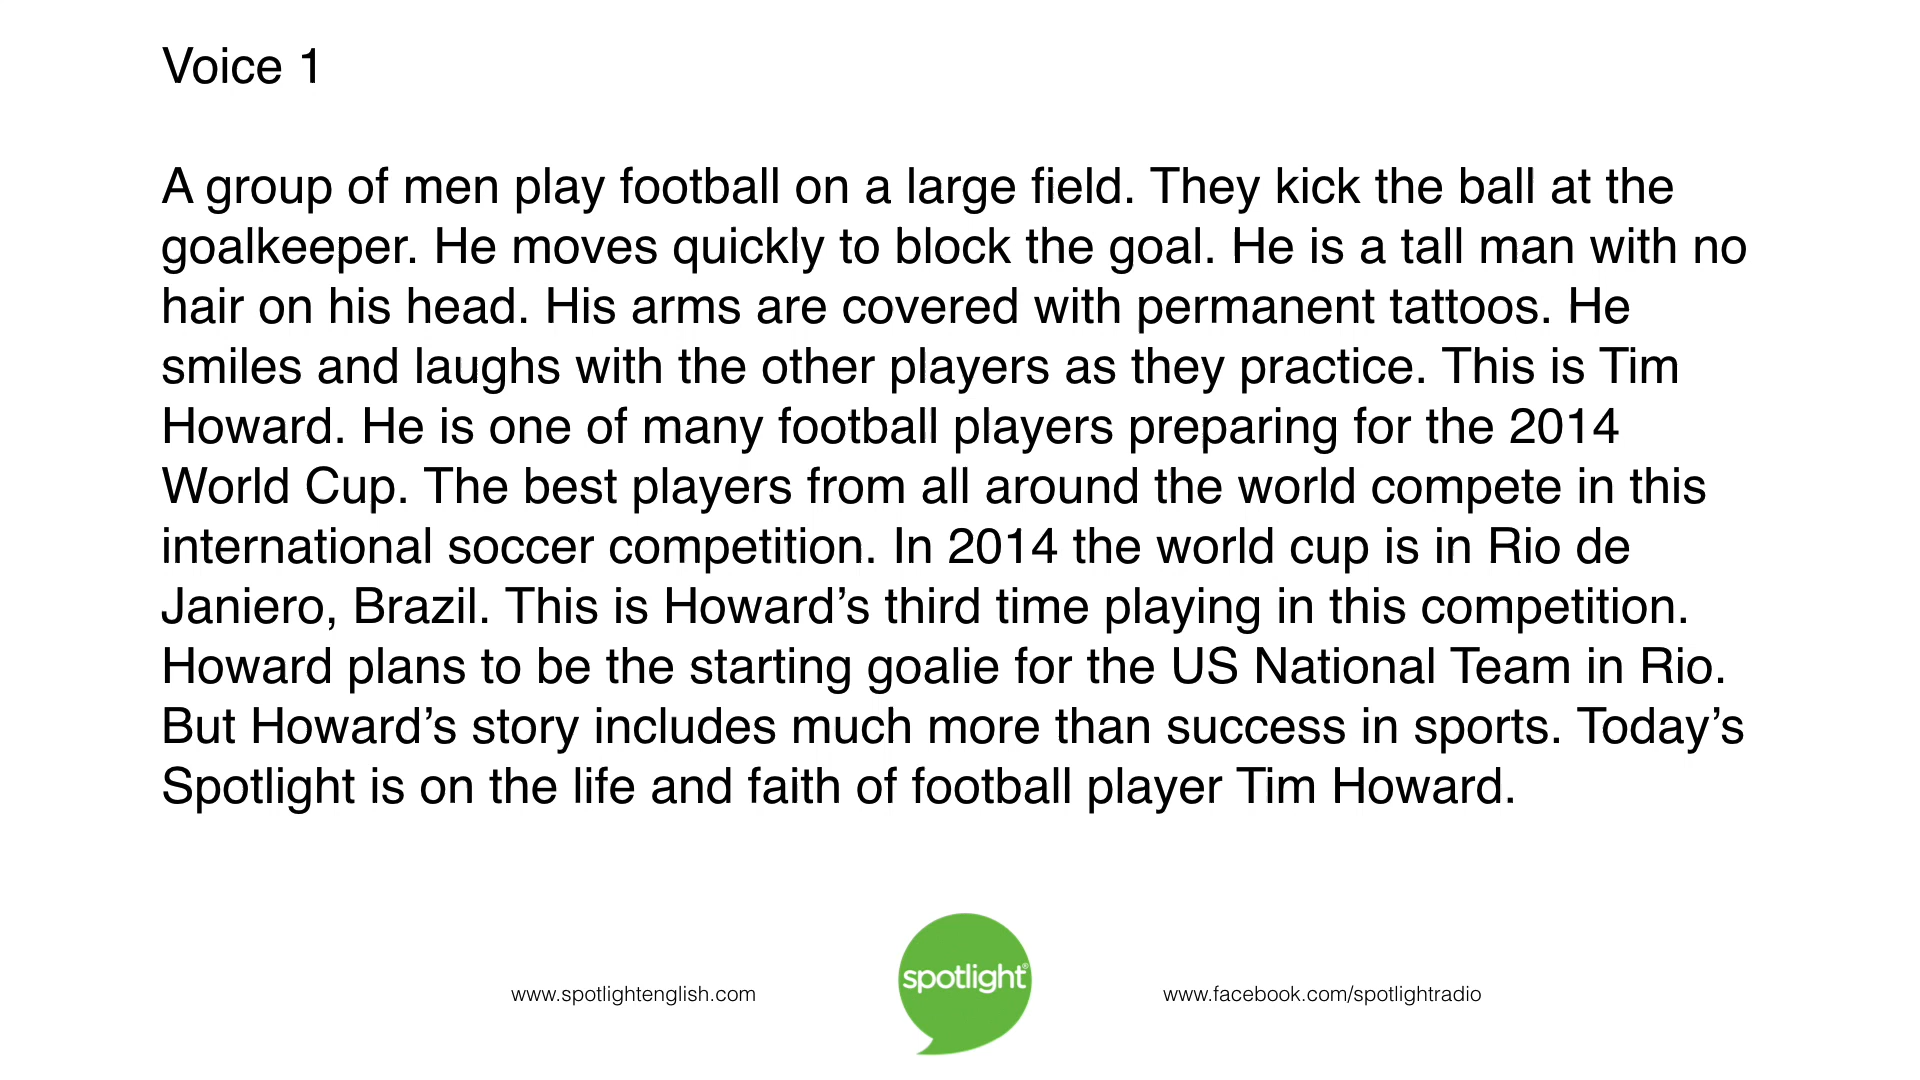 Voice 1
A group of men play football on a large field. They kick the ball at the
goalkeeper. He moves quickly to block the goal. He is a tall man with no
hair on his head. His arms are covered with permanent tattoos. He
smiles and laughs with the other players as they practice. This is Tim
Howard. He is one of many football players preparing for the 2014
World Cup. The best players from all around the world compete in this
international soccer competition. In 2014 the world cup is in Rio de
Janiero, Brazil. This is Howard’s third time playing in this competition.
Howard plans to be the starting goalie for the US National Team in Rio.
But Howard’s story includes much more than success in sports. Today’s
Spotlight is on the life and faith of football player Tim Howard.
www.spotlightenglish.com
spotlight®
www.facebook.com/spotlightradio